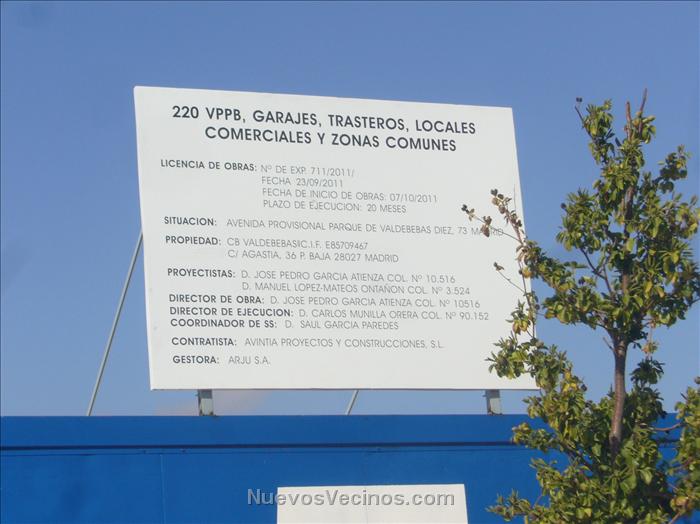 220 VPPB, GARAJES, TRASTEROS, LOCALES
COMERCIALES Y ZONAS COMUNES
LICENCIA DE OBRAS: Nº DE EXP. 711/2011/
FECHA 23/09/2011
FECHA DE INICIO DE OBRAS: 07/10/2011
PLAZO DE EJECUCION: 20 MESES
SITUACION: AVENIDA PROVISIONAL PARQUE DE VALDEBEBAS DIEZ, 73 MADRID
PROPIEDAD: CB VALDEBEBASIC.I.F. E85709467
C/ AGASTIA, 36 P. BAJA 28027 MADRID
PROYECTISTAS: D. JOSE PEDRO GARCIA ATIENZA COL. Nº 10.516
D. MANUEL LOPEZ-MATEOS ONTAÑON COL. Nº 3.524
DIRECTOR DE OBRA: D. JOSE PEDRO GARCIA ATIENZA COL. Nº 10516
DIRECTOR DE EJECUCION: D. CARLOS MUNILLA ORERA COL. Nº 90.152
COORDINADOR DE SS: D. SAUL GARCIA PAREDES
CONTRATISTA: AVINTIA PROYECTOS Y CONSTRUCCIONES, S.L.
GESTORA: ARJU S.A.
NuevosVecinos.com